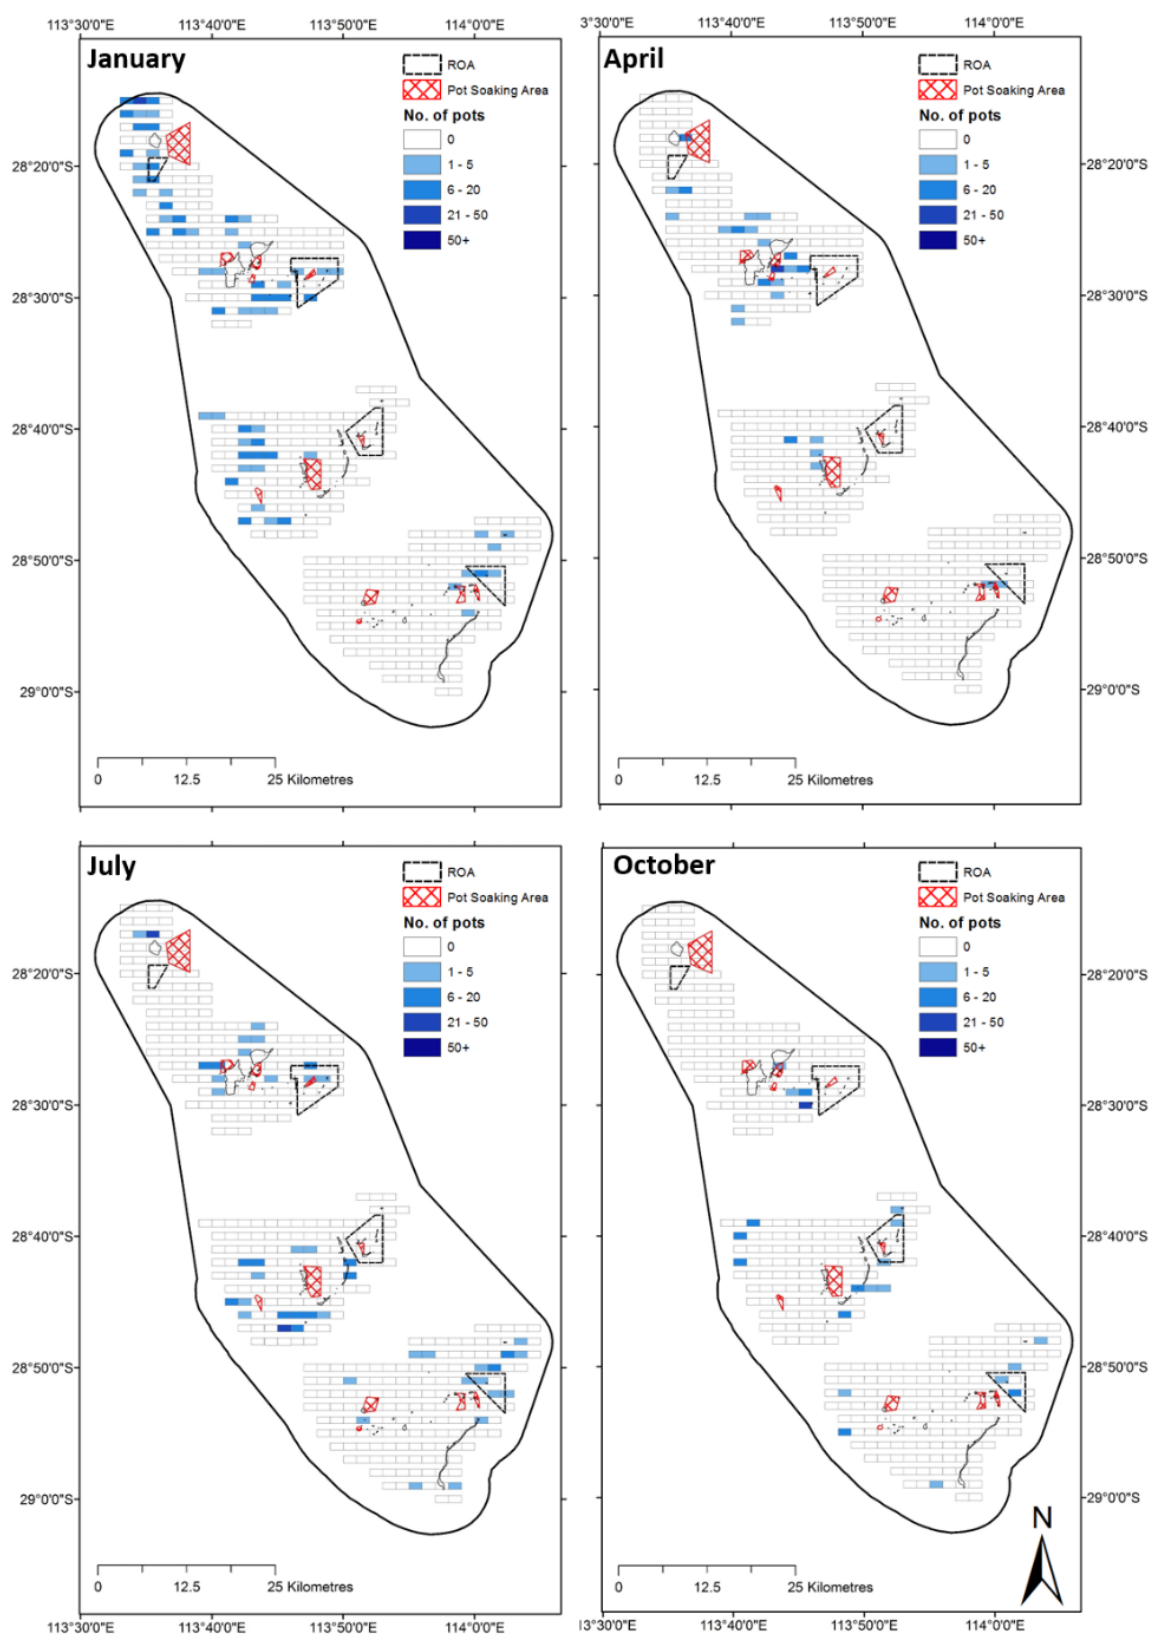 113°30'0"E 113°40'0"E 113°50'0"E 114°0'0"E
3°30'0"E 113°40'0"E 113°50'0"E 114°0'0"E
January
ROA
Pot Soaking Area
No. of pots
0
1 - 5
6 - 20
21 - 50
50+
28°20'0"S
28°30'0"S
28°40'0"S
28°50'0"S
29°0'0"S
0 12.5 25 Kilometres
April
ROA
Pot Soaking Area
No. of pots
0
1 - 5
6 - 20
21 - 50
50+
28°20'0"S
28°30'0"S
28°40'0"S
28°50'0"S
29°0'0"S
0 12.5 25 Kilometres
July
ROA
Pot Soaking Area
No. of pots
0
1 - 5
6 - 20
21 - 50
50+
28°20'0"S
28°30'0"S
28°40'0"S
28°50'0"S
29°0'0"S
0 12.5 25 Kilometres
113°30'0"E 113°40'0"E 113°50'0"E 114°0'0"E
October
ROA
Pot Soaking Area
No. of pots
0
1 - 5
6 - 20
21 - 50
50+
28°20'0"S
28°30'0"S
28°40'0"S
28°50'0"S
29°0'0"S
N
0 12.5 25 Kilometres
3°30'0"E 113°40'0"E 113°50'0"E 114°0'0"E